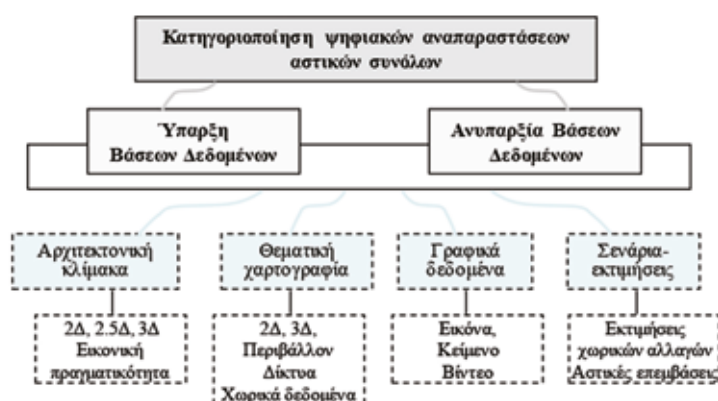 Κατηγοριοποίηση ψηφιακών αναπαραστάσεων
αστικών συνόλων
Ύπαρξη
Βάσεων Δεδομένων
Ανυπαρξία Βάσεων
Δεδομένων
Αρχιτεκτονική
κλίμακα
Θεματική
χαρτογραφία
Γραφικά
δεδομένα
Σενάρια-
εκτιμήσεις
2Δ, 2.5Δ, 3Δ
Εικονική
πραγματικότητα
2Δ, 3Δ,
Περιβάλλον
Δίκτυα
Χωρικά δεδομένα
Εικόνα,
Κείμενο
Βίντεο
Εκτιμήσεις
χωρικών αλλαγών
Αστικές επεμβάσεις